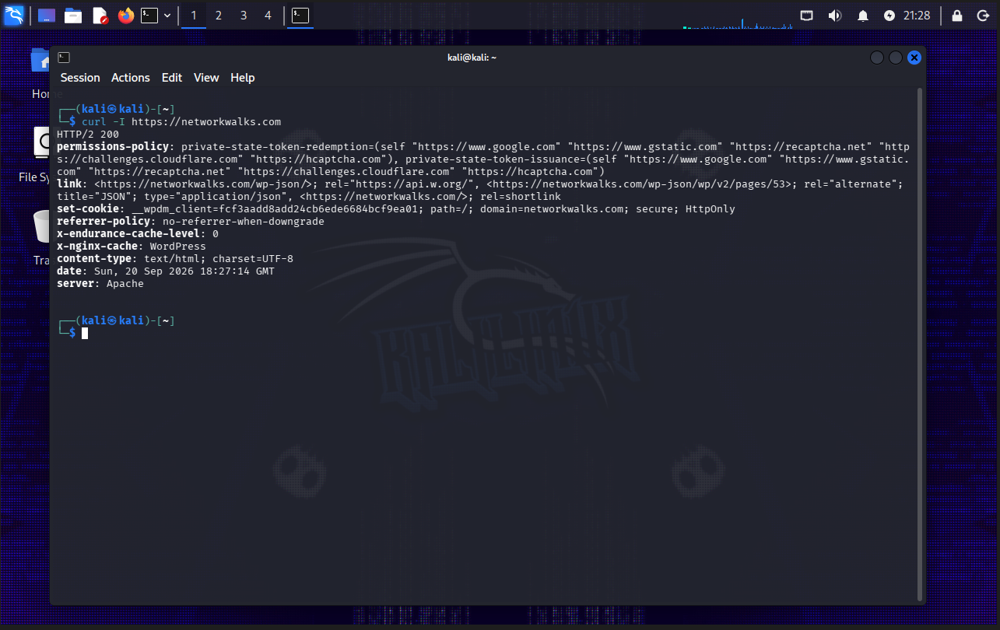 1 2 3 4 21:28
kali@kali: ~
Session Actions Edit View Help
Home
File Sy
Tra
┌──(kali㉿kali)-[~]
└─$ curl -I https://networkwalks.com
HTTP/2 200
permissions-policy: private-state-token-redemption=(self "https://www.google.com" "https://www.gstatic.com" "https://recaptcha.net" "http
s://challenges.cloudflare.com" "https://hcaptcha.com"), private-state-token-issuance=(self "https://www.google.com" "https://www.gstatic.
com" "https://recaptcha.net" "https://challenges.cloudflare.com" "https://hcaptcha.com")
link: <https://networkwalks.com/wp-json/>; rel="https://api.w.org/", <https://networkwalks.com/wp-json/wp/v2/pages/53>; rel="alternate";
title="JSON"; type="application/json", <https://networkwalks.com/>; rel=shortlink
set-cookie: __wpdm_client=fcf3aadd8add24cb6ede6684bcf9ea01; path=/; domain=networkwalks.com; secure; HttpOnly
referrer-policy: no-referrer-when-downgrade
x-endurance-cache-level: 0
x-nginx-cache: WordPress
content-type: text/html; charset=UTF-8
date: Sun, 20 Sep 2026 18:27:14 GMT
server: Apache
┌──(kali㉿kali)-[~]
└─$
KALI LINUX